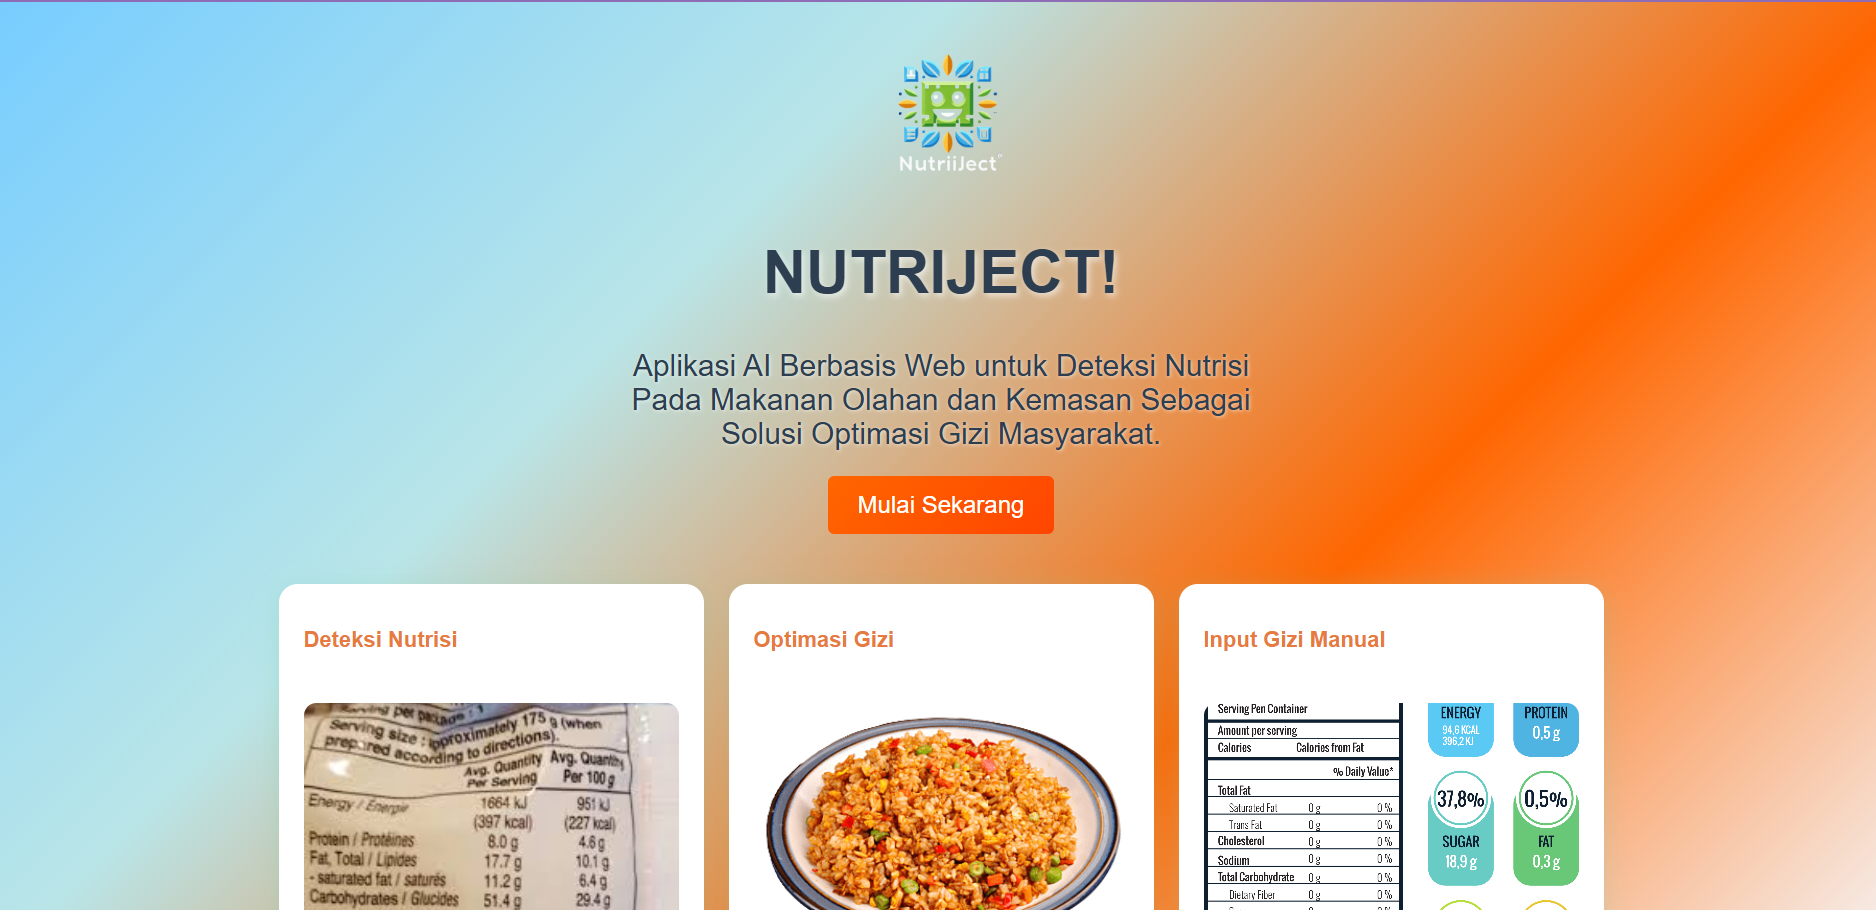 NutriiJect
NUTRIJECT!
Aplikasi AI Berbasis Web untuk Deteksi Nutrisi
Pada Makanan Olahan dan Kemasan Sebagai
Solusi Optimasi Gizi Masyarakat.
Mulai Sekarang
Deteksi Nutrisi
Serving per package : 1
Serving size : approximately 175 g (when
prepared according to directions).
Avg. Quantity Avg. Quantity
Per Serving Per 100 g
Energy / Énergie 1664 kJ 951 kJ
(397 kcal) (227 kcal)
Protein / Protéines 8.0 g 4.6 g
Fat, Total / Lipides 17.7 g 10.1 g
- saturated fat / saturés 11.2 g 6.4 g
Carbohydrates / Glucides 51.4 g 29.4 g
Optimasi Gizi
Input Gizi Manual
Serving Pen Container
Amount per serving
Calories Calories from Fat
% Daily Value*
Total Fat
Saturated Fat 0 g 0 %
Trans Fat 0 g 0 %
Cholesterol 0 g 0 %
Sodium 0 g 0 %
Total Carbohydrate 0 g 0 %
Dietary Fiber 0 g 0 %
ENERGY
94,6 KCAL
396,2 KJ
PROTEIN
0,5 g
37,8%
SUGAR
18,9 g
0,5%
FAT
0,3 g